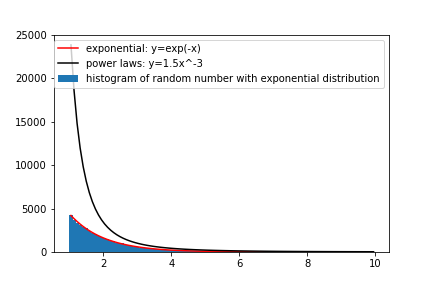 25000
20000
15000
10000
5000
0
exponential: y=exp(-x)
power laws: y=1.5x^-3
histogram of random number with exponential distribution
2 4 6 8 10